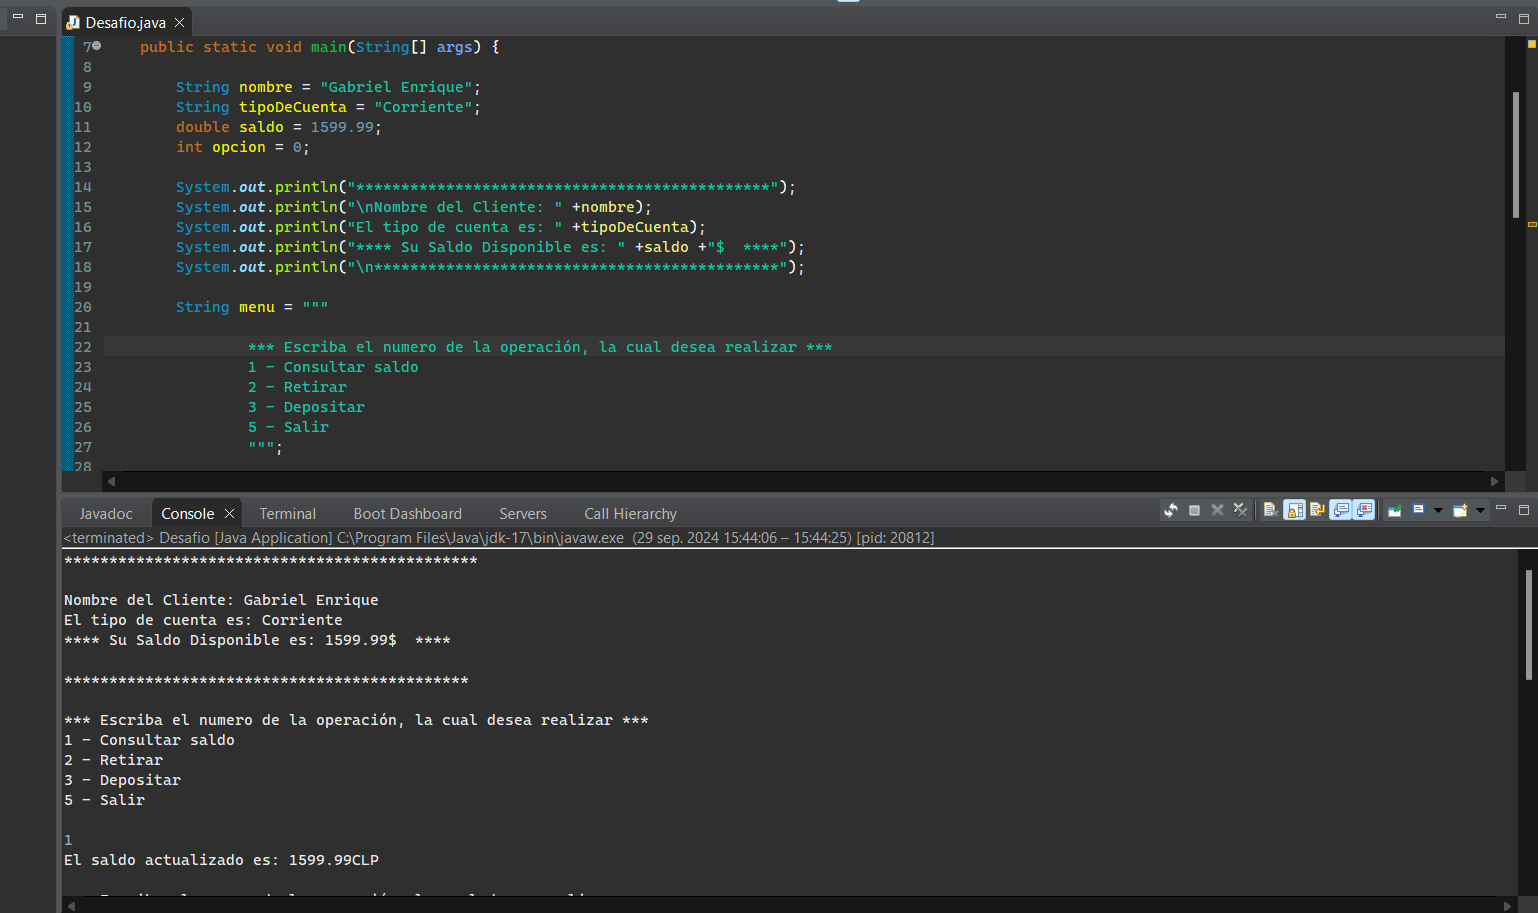 Desafio.java
7 public static void main(String[] args) {
8
9 String nombre = "Gabriel Enrique";
10 String tipoDeCuenta = "Corriente";
11 double saldo = 1599.99;
12 int opcion = 0;
13
14 System.out.println("**********************************************");
15 System.out.println("\nNombre del Cliente: " +nombre);
16 System.out.println("El tipo de cuenta es: " +tipoDeCuenta);
17 System.out.println("**** Su Saldo Disponible es: " +saldo +"$  ****");
18 System.out.println("\n*********************************************");
19
20 String menu = """
21
22 *** Escriba el numero de la operación, la cual desea realizar ***
23 1 - Consultar saldo
24 2 - Retirar
25 3 - Depositar
26 5 - Salir
27 """;
28
Javadoc Console Terminal Boot Dashboard Servers Call Hierarchy
<terminated> Desafio [Java Application] C:\Program Files\Java\jdk-17\bin\javaw.exe (29 sep. 2024 15:44:06 – 15:44:25) [pid: 20812]
**********************************************
Nombre del Cliente: Gabriel Enrique
El tipo de cuenta es: Corriente
**** Su Saldo Disponible es: 1599.99$  ****
*********************************************
*** Escriba el numero de la operación, la cual desea realizar ***
1 - Consultar saldo
2 - Retirar
3 - Depositar
5 - Salir
1
El saldo actualizado es: 1599.99CLP